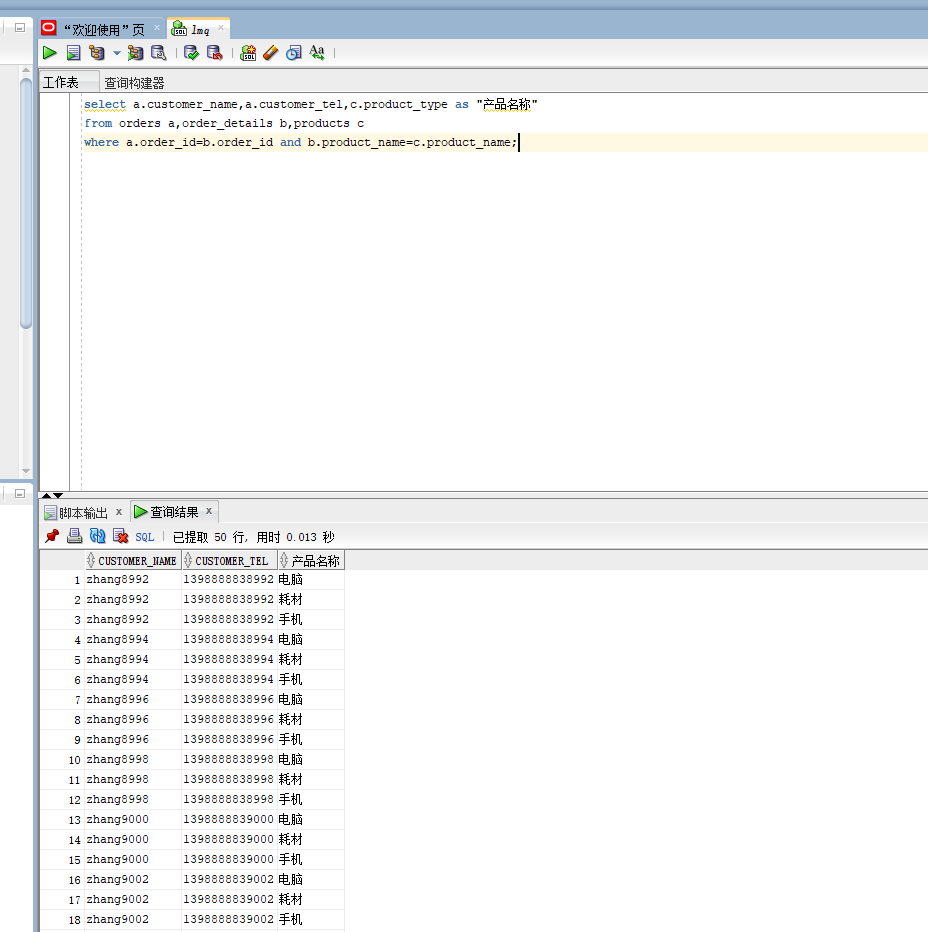 “欢迎使用”页
lmq
工作表 查询构建器
select a.customer_name,a.customer_tel,c.product_type as "产品名称"
from orders a,order_details b,products c
where a.order_id=b.order_id and b.product_name=c.product_name;
脚本输出 x 查询结果 x
SQL 已提取 50 行, 用时 0.013 秒
CUSTOMER_NAME CUSTOMER_TEL 产品名称
1 zhang8992 1398888838992 电脑
2 zhang8992 1398888838992 耗材
3 zhang8992 1398888838992 手机
4 zhang8994 1398888838994 电脑
5 zhang8994 1398888838994 耗材
6 zhang8994 1398888838994 手机
7 zhang8996 1398888838996 电脑
8 zhang8996 1398888838996 耗材
9 zhang8996 1398888838996 手机
10 zhang8998 1398888838998 电脑
11 zhang8998 1398888838998 耗材
12 zhang8998 1398888838998 手机
13 zhang9000 1398888839000 电脑
14 zhang9000 1398888839000 耗材
15 zhang9000 1398888839000 手机
16 zhang9002 1398888839002 电脑
17 zhang9002 1398888839002 耗材
18 zhang9002 1398888839002 手机